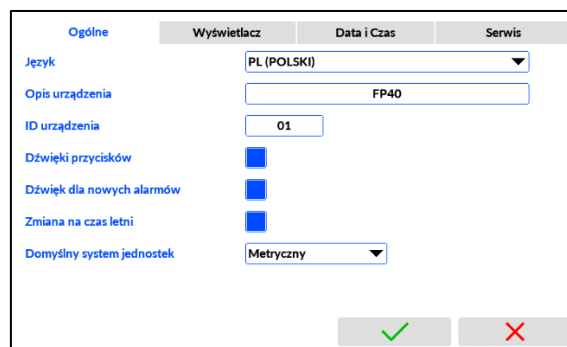 Ogólne Wyświetlacz Data i Czas Serwis
Język PL (POLSKI)
Opis urządzenia FP40
ID urządzenia 01
Dźwięki przycisków
Dźwięk dla nowych alarmów
Zmiana na czas letni
Domyślny system jednostek Metryczny